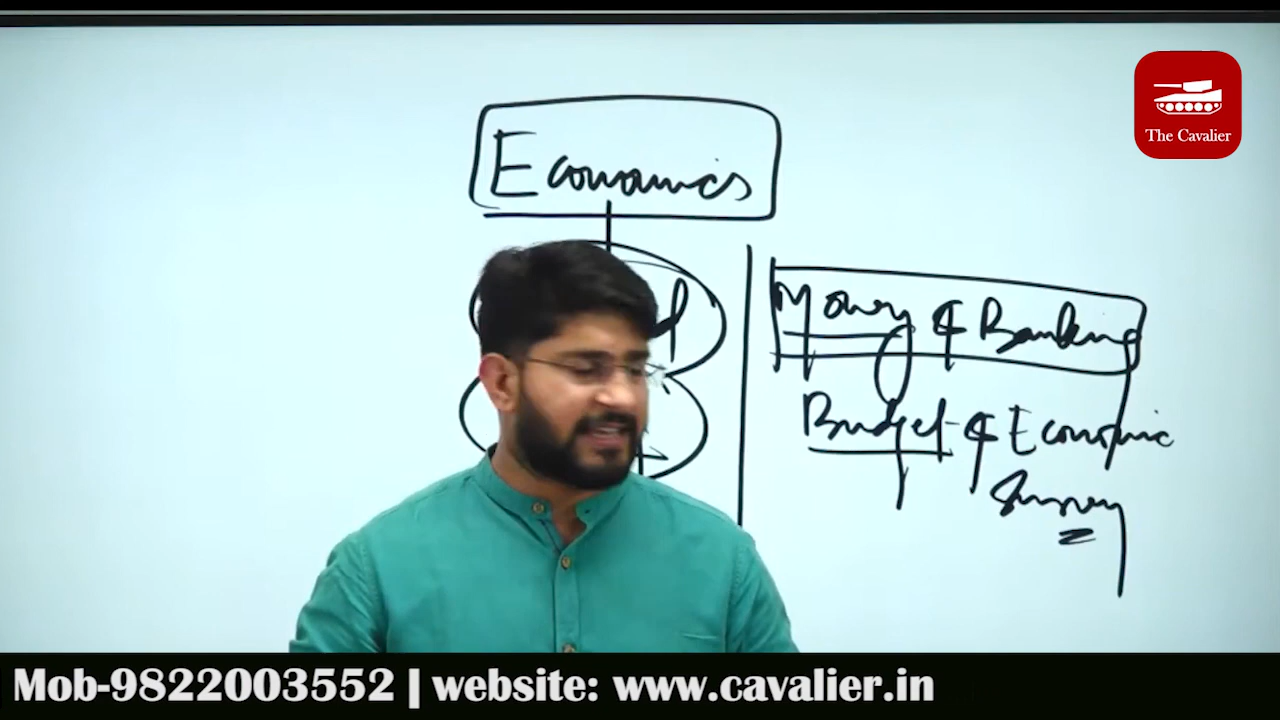 The Cavalier
Economics
Money & Banking
Budget & Economic
Survey
Mob-9822003552 | website: www.cavalier.in